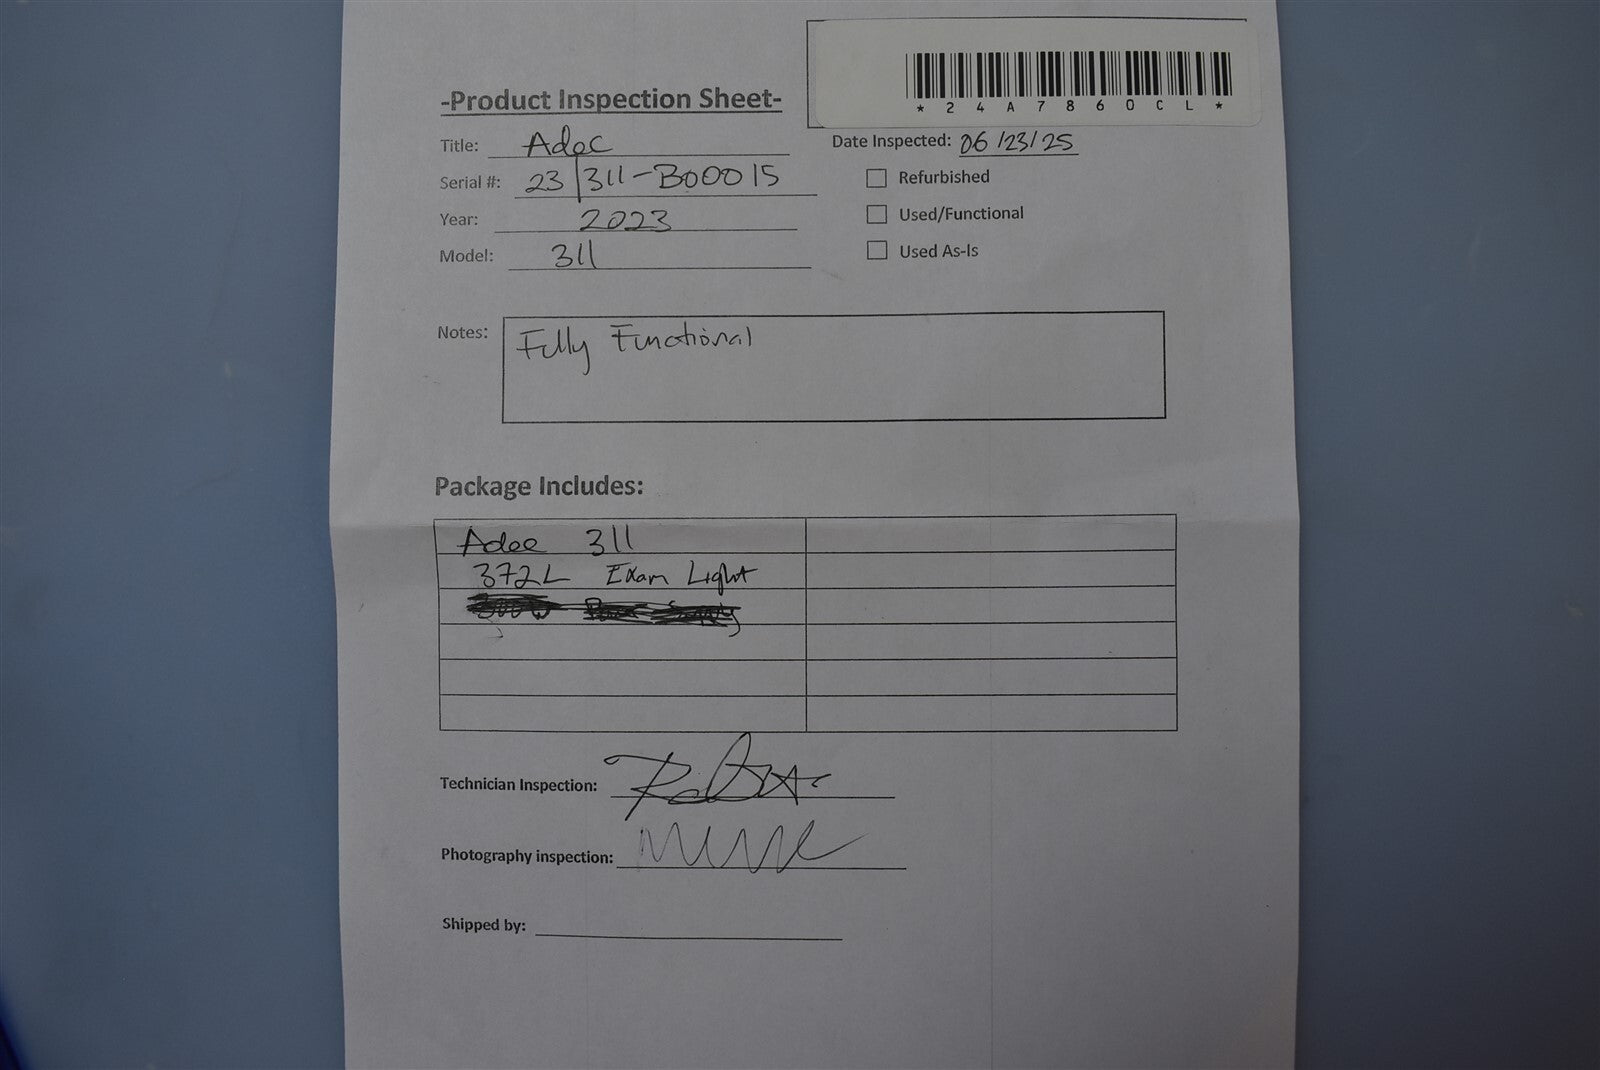 *24A7860CL*
-Product Inspection Sheet-
Title: Adec
Date Inspected: 06/23/25
Serial #: 23/311-B00015
Refurbished
Year: 2023
Used/Functional
Model: 311
Used As-Is
Notes: Fully Functional
Package Includes:
Adec 311
372L Exam Light
Technician Inspection:
Photography inspection:
Shipped by: